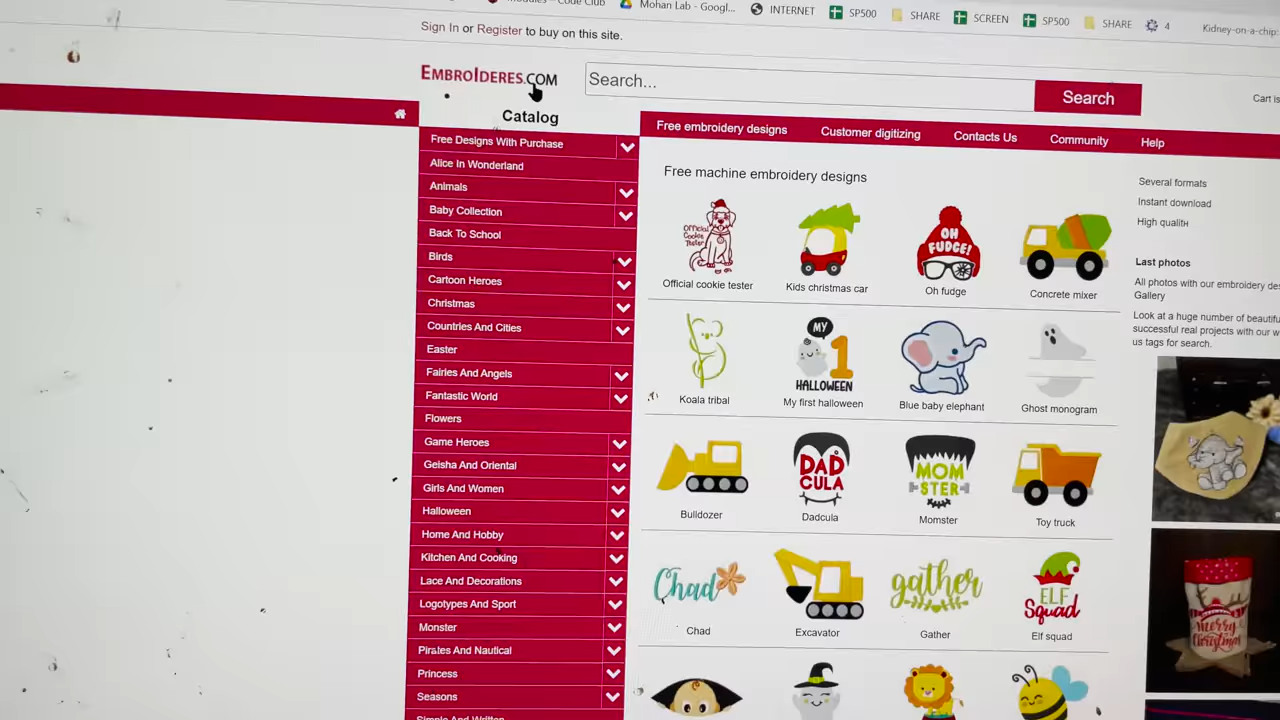 Mohan Lab - Googl...
INTERNET
SP500
SHARE
SCREEN
SP500
SHARE
4
Kidney-on-a-chip:
Sign In or Register to buy on this site.
EmbroIderes.com
Search...
Search
Cart is
Catalog
Free embroidery designs
Customer digitizing
Contacts Us
Community
Help
Free Designs With Purchase
Alice In Wonderland
Animals
Baby Collection
Back To School
Birds
Cartoon Heroes
Christmas
Countries And Cities
Easter
Fairies And Angels
Fantastic World
Flowers
Game Heroes
Geisha And Oriental
Girls And Women
Halloween
Home And Hobby
Kitchen And Cooking
Lace And Decorations
Logotypes And Sport
Monster
Pirates And Nautical
Princess
Seasons
Free machine embroidery designs
Official
Cookie
Tester
OH
FUDGE!
Official cookie tester
Kids christmas car
Oh fudge
Concrete mixer
MY
1
HALLOWEEN
Koala tribal
My first halloween
Blue baby elephant
Ghost monogram
DAD
CULA
MOM
STER
Bulldozer
Dadcula
Momster
Toy truck
Chad
gather
ELF
Squad
Chad
Excavator
Gather
Elf squad
Several formats
Instant download
High quality
Last photos
All photos with our embroidery des
Gallery
Look at a huge number of beautifu
successful real projects with our w
us tags for search.
Merry
Christmas